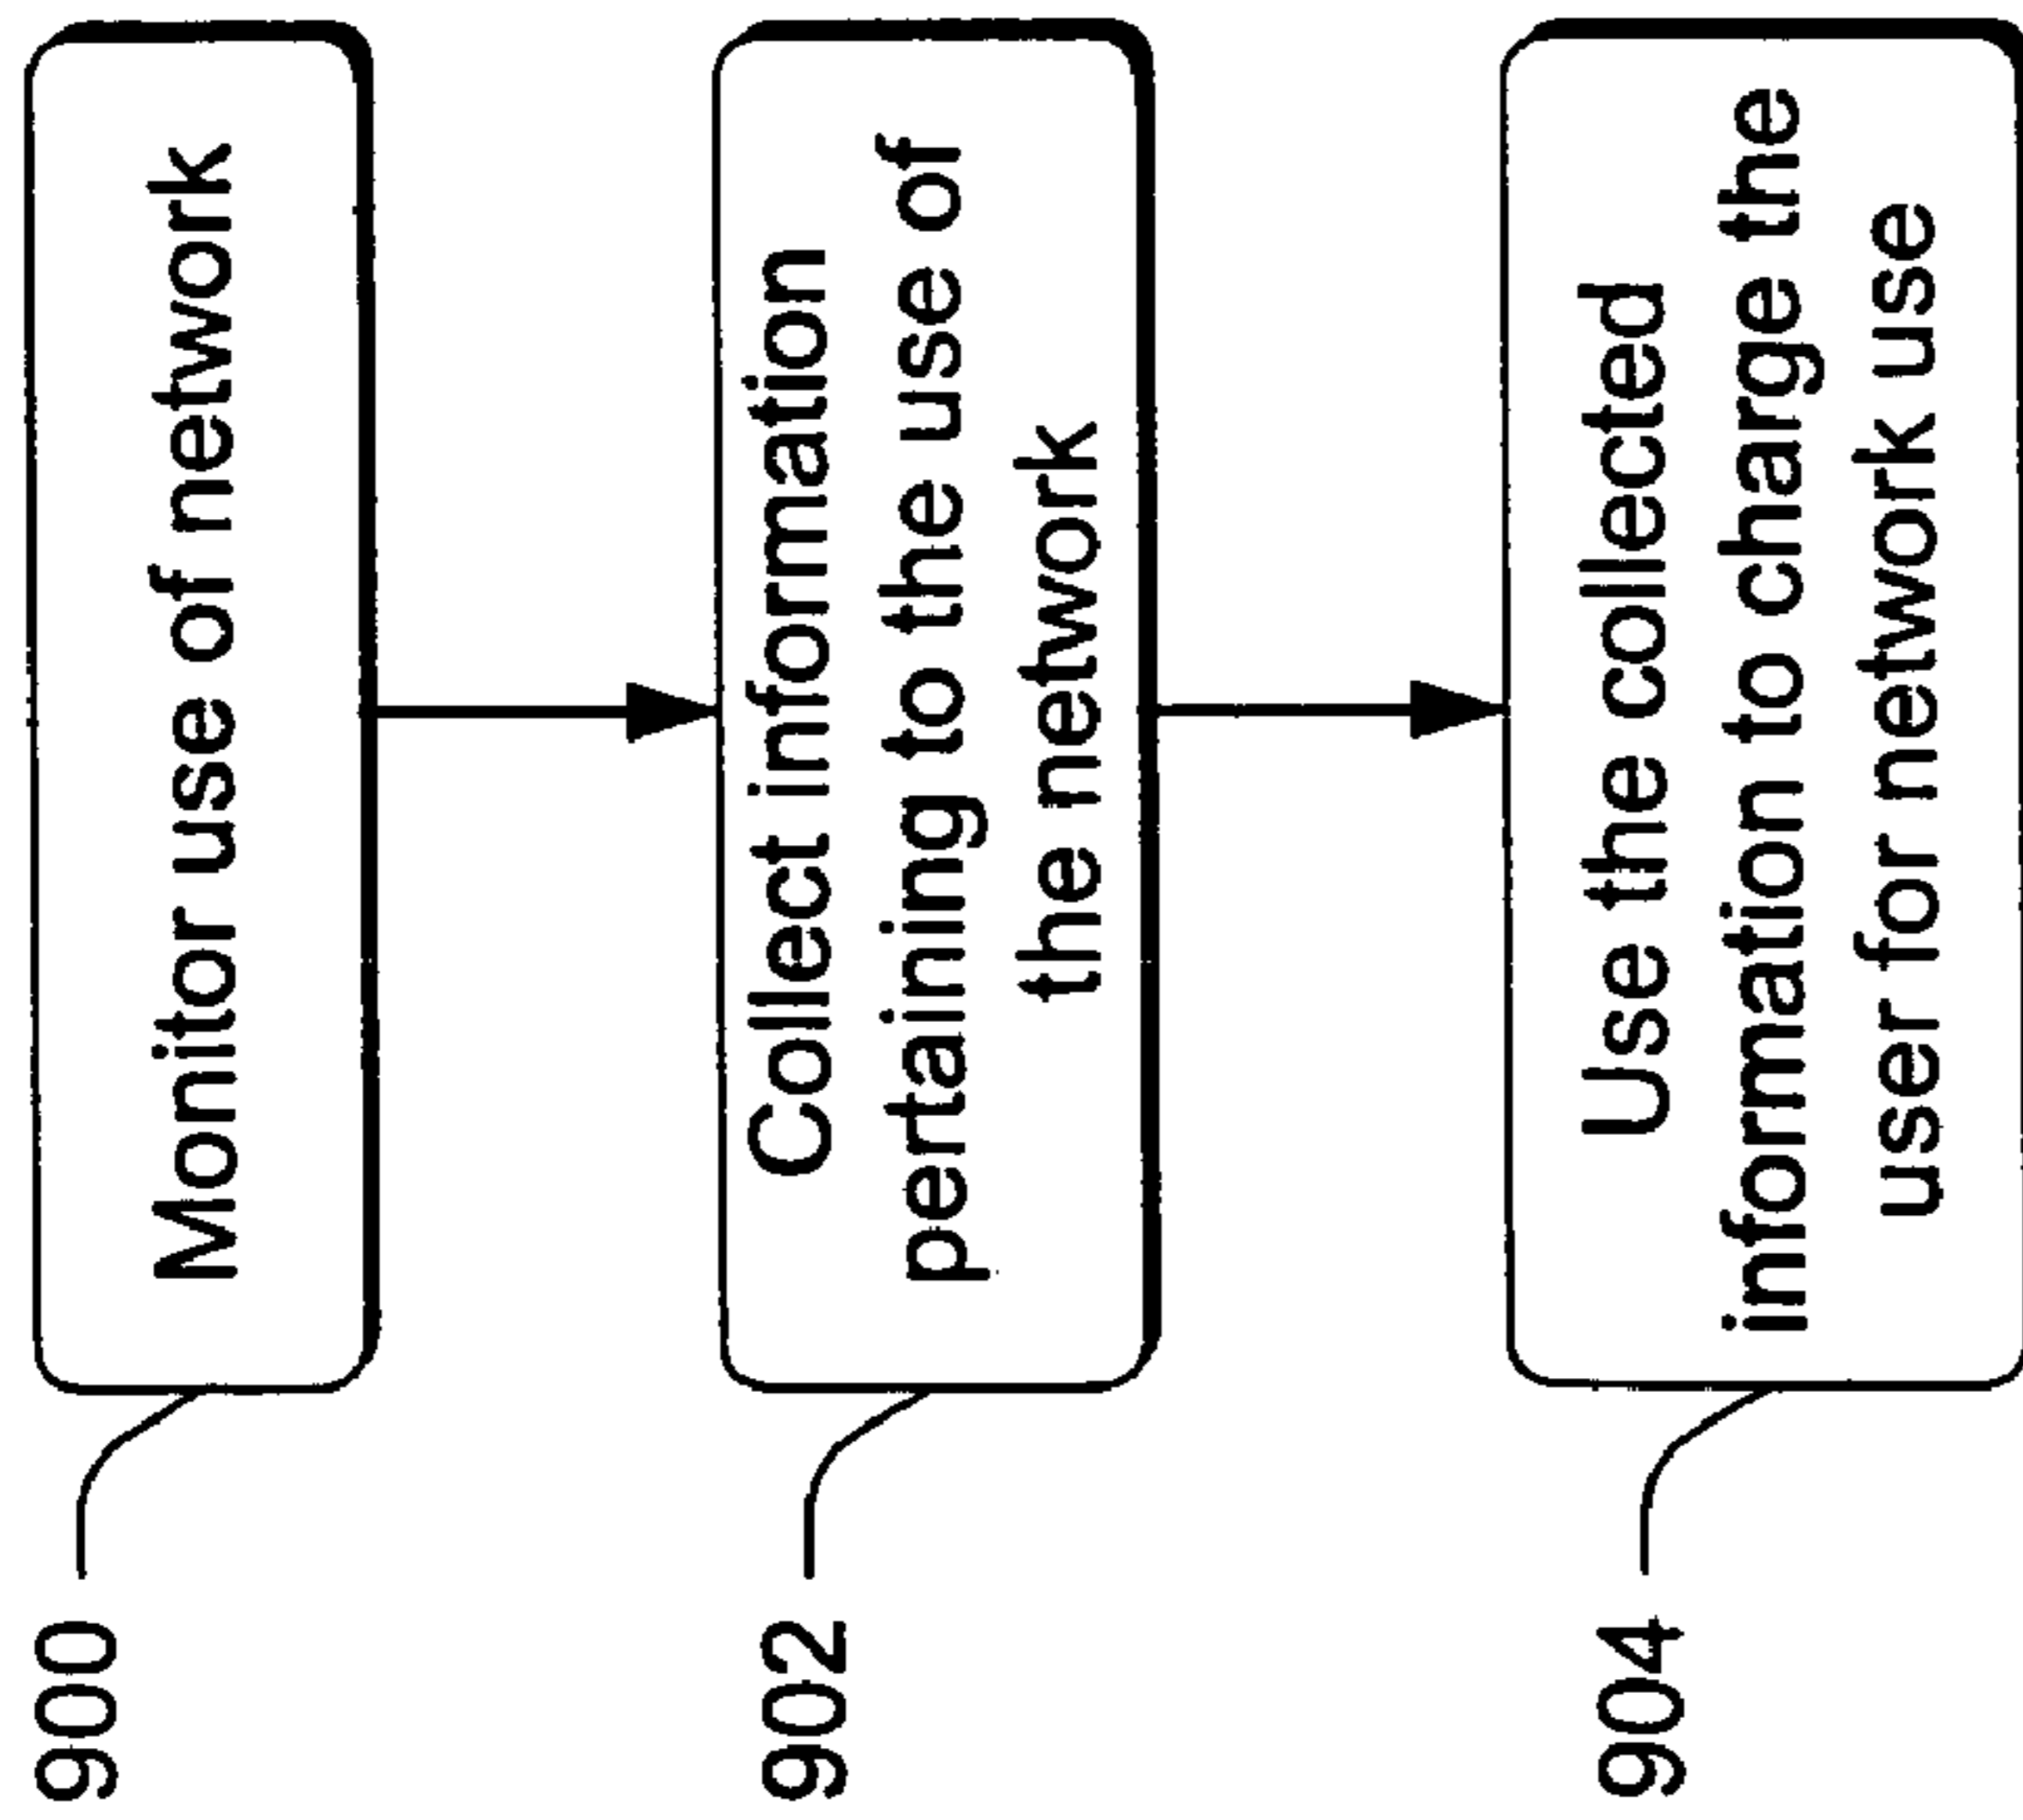 900
Monitor use of network
902
Collect information
pertaining to the use of
the network
904
Use the collected
information to charge the
user for network use